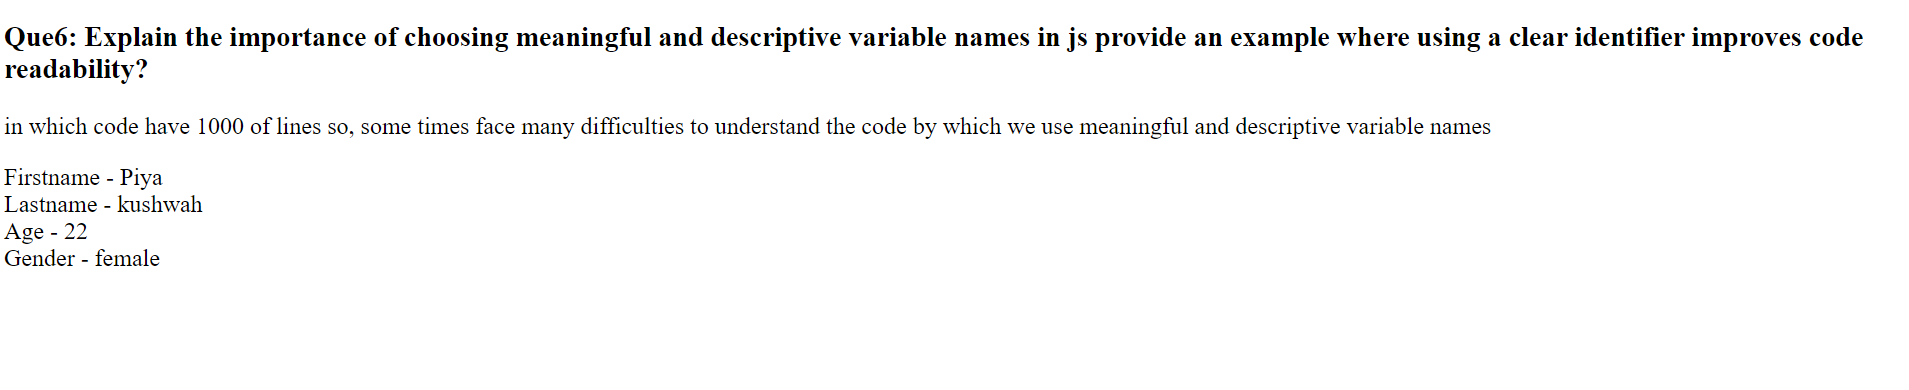 Que6: Explain the importance of choosing meaningful and descriptive variable names in js provide an example where using a clear identifier improves code
readability?
in which code have 1000 of lines so, some times face many difficulties to understand the code by which we use meaningful and descriptive variable names
Firstname - Piya
Lastname - kushwah
Age - 22
Gender - female